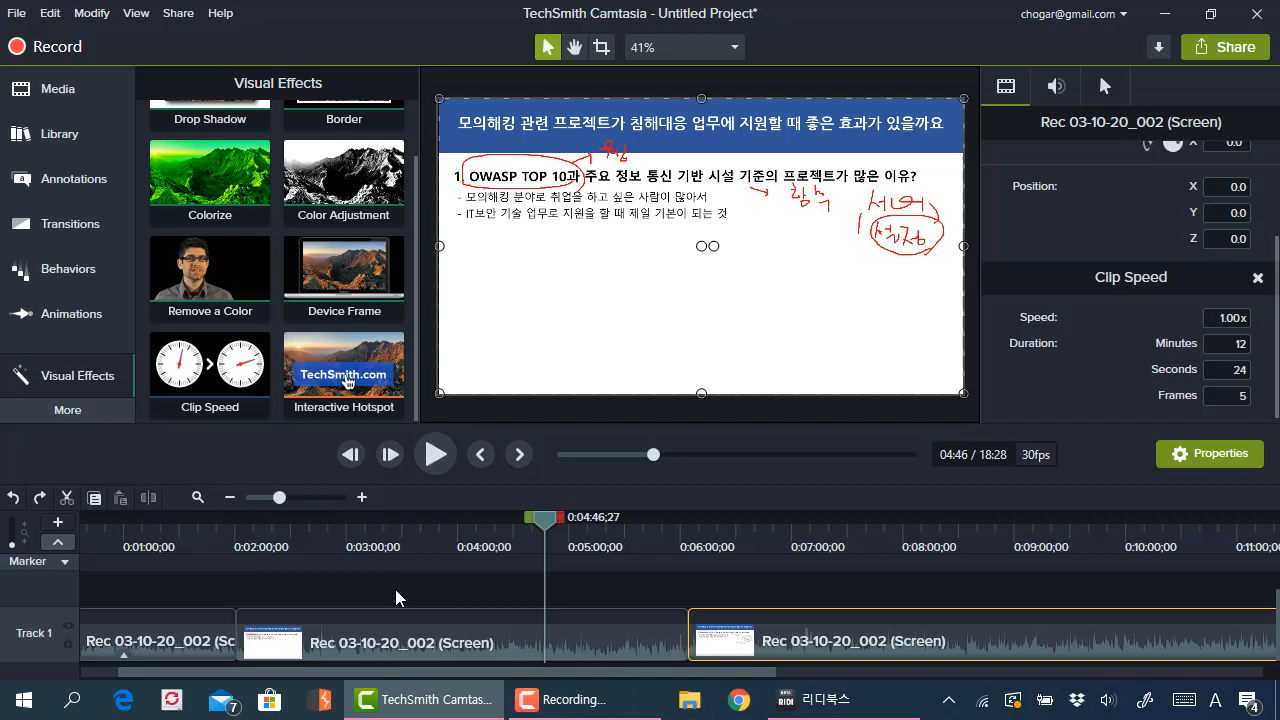 File Edit Modify View Share Help
TechSmith Camtasia - Untitled Project*
chogar@gmail.com
Record
41%
Share
Media
Library
Annotations
Transitions
Behaviors
Animations
Visual Effects
More
Visual Effects
Drop Shadow
Border
Colorize
Color Adjustment
Remove a Color
Device Frame
Clip Speed
TechSmith.com
Interactive Hotspot
모의해킹 관련 프로젝트가 침해대응 업무에 지원할 때 좋은 효과가 있을까요
1 OWASP TOP 10과 주요 정보 통신 기반 시설 기준의 프로젝트가 많은 이유?
- 모의해킹 분야로 취업을 하고 싶은 사람이 많아서
- IT보안 기술 업무로 지원을 할 때 제일 기본이 되는 것
항목
서버
설정
Rec 03-10-20_002 (Screen)
X 0.0
Position: X 0.0
Y 0.0
Z 0.0
Clip Speed
Speed: 1.00x
Duration: Minutes 12
Seconds 24
Frames 5
04:46 / 18:28 30fps
Properties
0:04:46;27
0:01:00;00 0:02:00;00 0:03:00;00 0:04:00;00 0:05:00;00 0:06:00;00 0:07:00;00 0:08:00;00 0:09:00;00 0:10:00;00 0:11:00;0
Marker
Track 1
Rec 03-10-20_002 (Sc
Rec 03-10-20_002 (Screen)
Rec 03-10-20_002 (Screen)
7
TechSmith Camtas...
Recording...
RIDI
리디북스
A
4